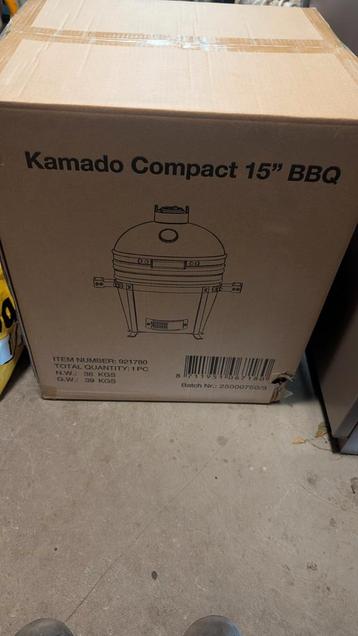 Kamado Compact 15" BBQ
ITEM NUMBER: 921780
TOTAL QUANTITY: 1 PC
N.W.: 36 KGS
G.W.: 39 KGS
Batch Nr.: 25000750/3